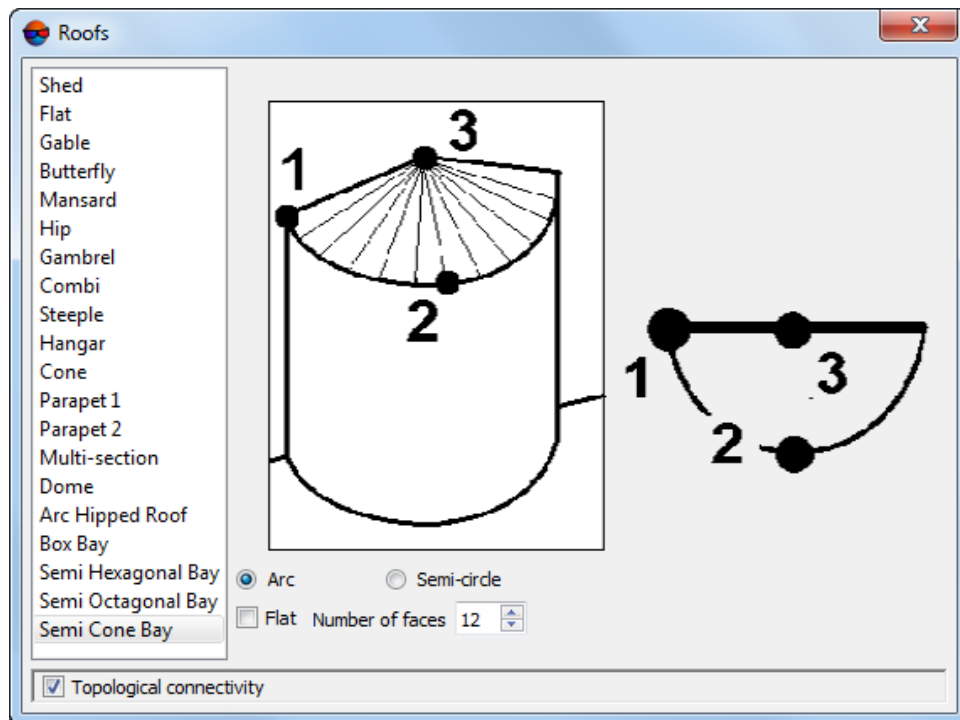 Roofs
Shed
Flat
Gable
Butterfly
Mansard
Hip
Gambrel
Combi
Steeple
Hangar
Cone
Parapet 1
Parapet 2
Multi-section
Dome
Arc Hipped Roof
Box Bay
Semi Hexagonal Bay
Semi Octagonal Bay
Semi Cone Bay
3
1
2
1
3
2
Arc Semi-circle
Flat Number of faces 12
Topological connectivity